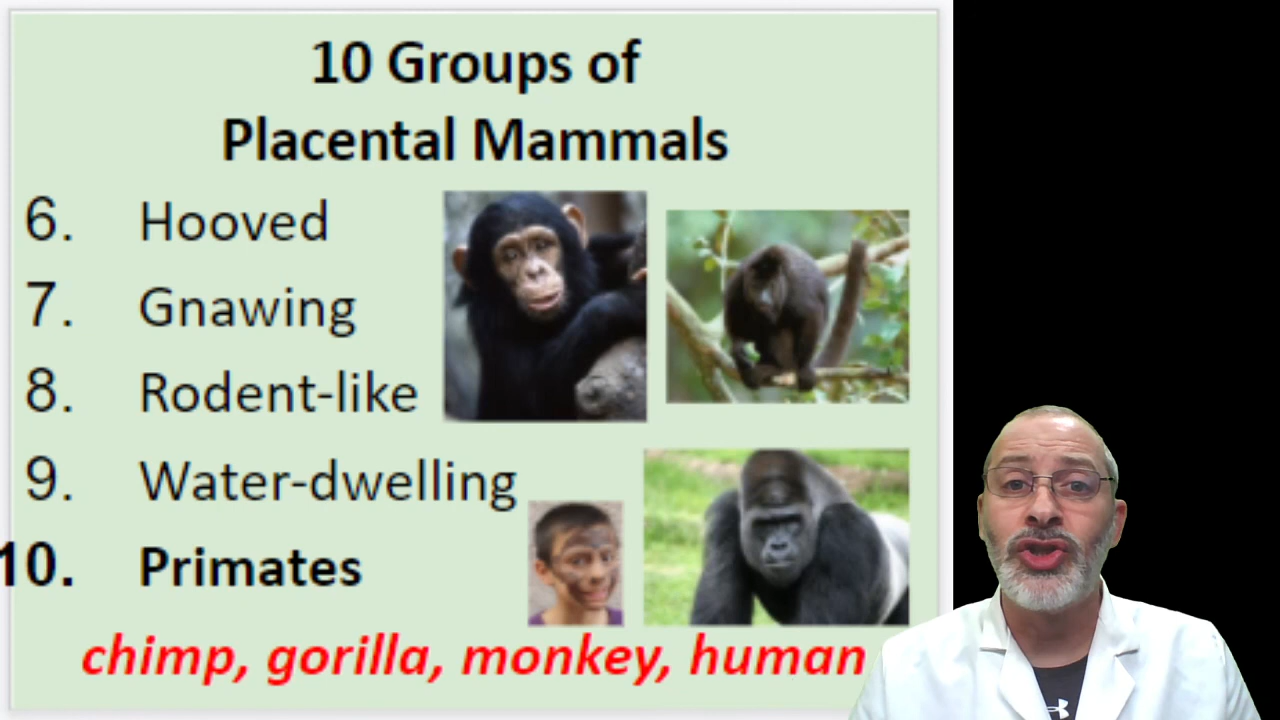 10 Groups of
Placental Mammals
6. Hooved
7. Gnawing
8. Rodent-like
9. Water-dwelling
10. Primates
chimp, gorilla, monkey, human